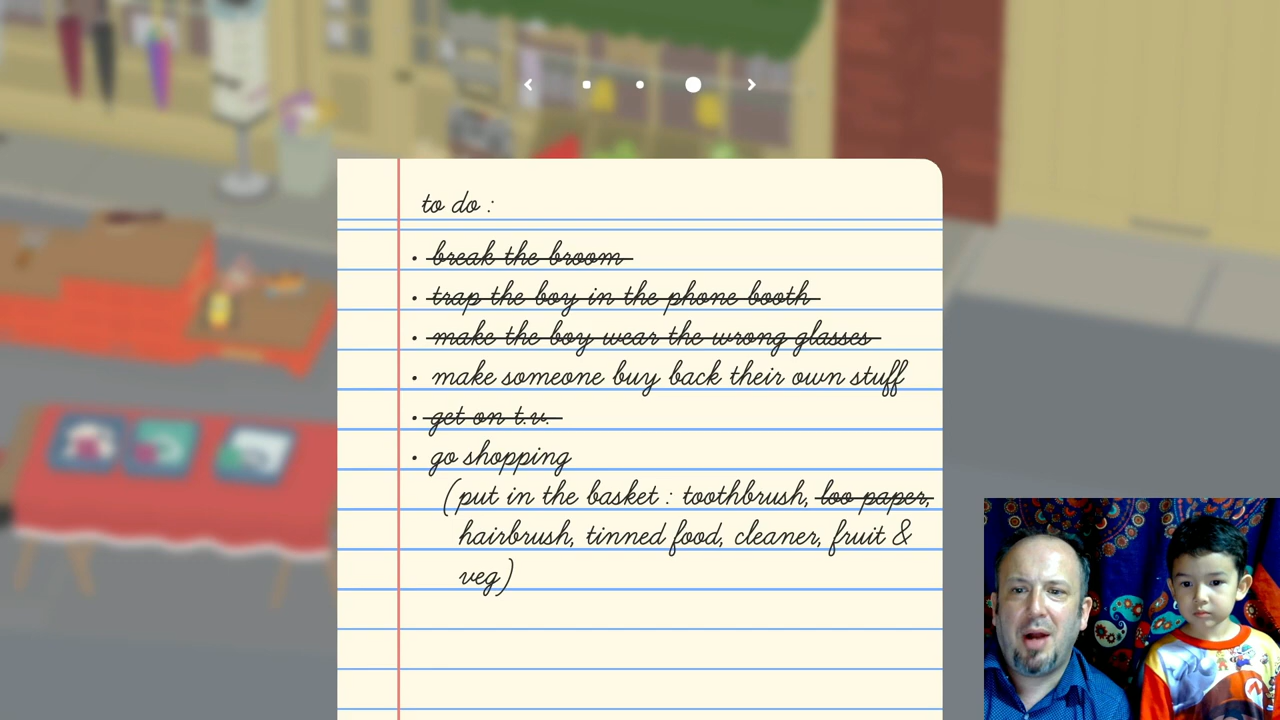 to do :
• break the broom
• trap the boy in the phone booth
• make the boy wear the wrong glasses
• make someone buy back their own stuff
• get on t.v.
• go shopping
(put in the basket : toothbrush, loo paper,
hairbrush, tinned food, cleaner, fruit &
veg)